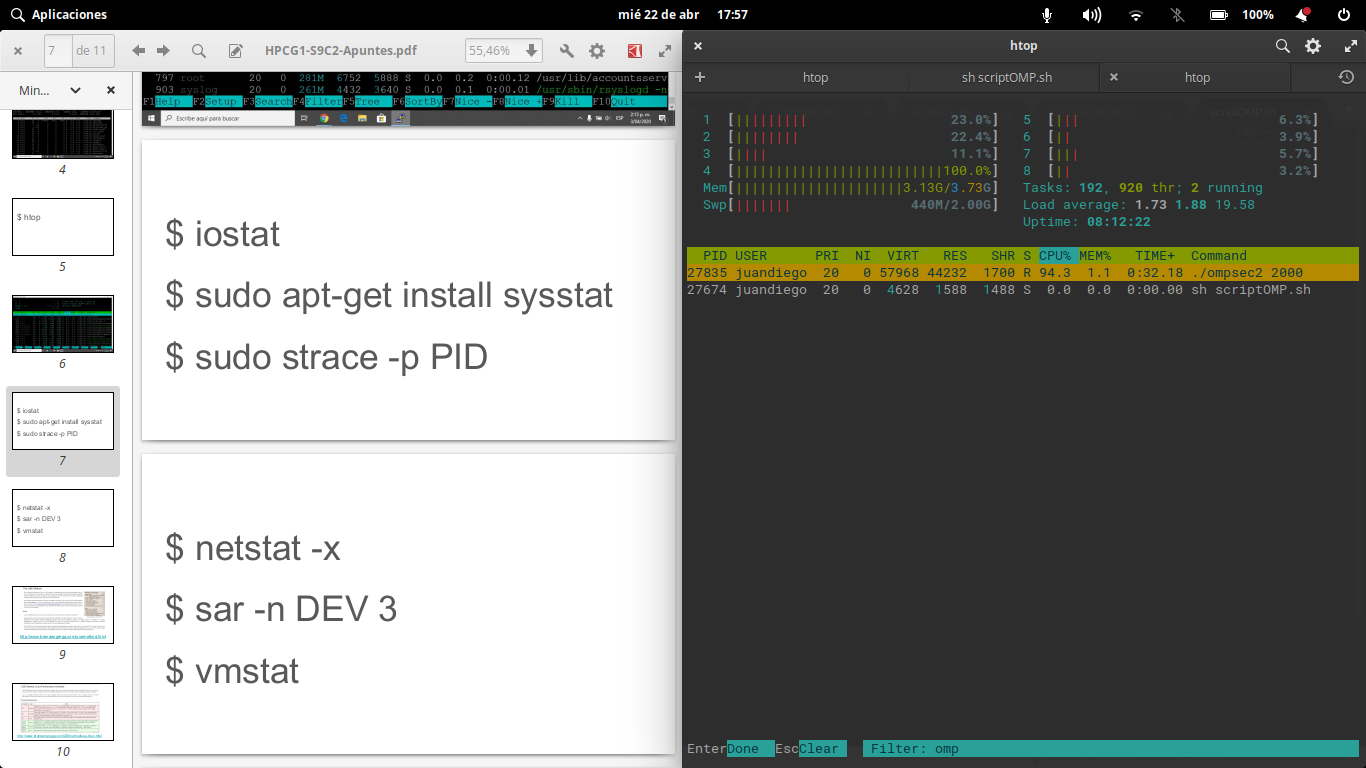 Aplicaciones
mié 22 de abr 17:57
100%
7 de 11
HPCG1-S9C2-Apuntes.pdf
55,46%
Min...
4
$ htop
5
6
$ iostat
$ sudo apt-get install sysstat
$ sudo strace -p PID
7
$ netstat -x
$ sar -n DEV 3
$ vmstat
8
9
10
797 root 20 0 281M 6752 5888 S 0.0 0.2 0:00.12 /usr/lib/accountsserv
903 syslog 20 0 261M 4432 3640 S 0.0 0.1 0:00.01 /usr/sbin/rsyslogd -n
F1Help F2Setup F3SearchF4FilterF5Tree F6SortByF7Nice -F8Nice +F9Kill F10Quit
Escribe aquí para buscar
ESP
3/04/2020
$ iostat
$ sudo apt-get install sysstat
$ sudo strace -p PID
$ netstat -x
$ sar -n DEV 3
$ vmstat
htop
htop
sh scriptOMP.sh
htop
1 [|||||||||| 23.0%] 5 [||| 6.3%]
2 [||||||||| 22.4%] 6 [|| 3.9%]
3 [|||| 11.1%] 7 [||| 5.7%]
4 [|||||||||||||||||||||||||||100.0%] 8 [|| 3.2%]
Mem[||||||||||||||||||||||3.13G/3.73G] Tasks: 192, 920 thr; 2 running
Swp[||||||| 440M/2.00G] Load average: 1.73 1.88 19.58
Uptime: 08:12:22
PID USER PRI NI VIRT RES SHR S CPU% MEM% TIME+ Command
27835 juandiego 20 0 57968 44232 1700 R 94.3 1.1 0:32.18 ./ompsec2 2000
27674 juandiego 20 0 4628 1588 1488 S 0.0 0.0 0:00.00 sh scriptOMP.sh
EnterDone EscClear Filter: omp